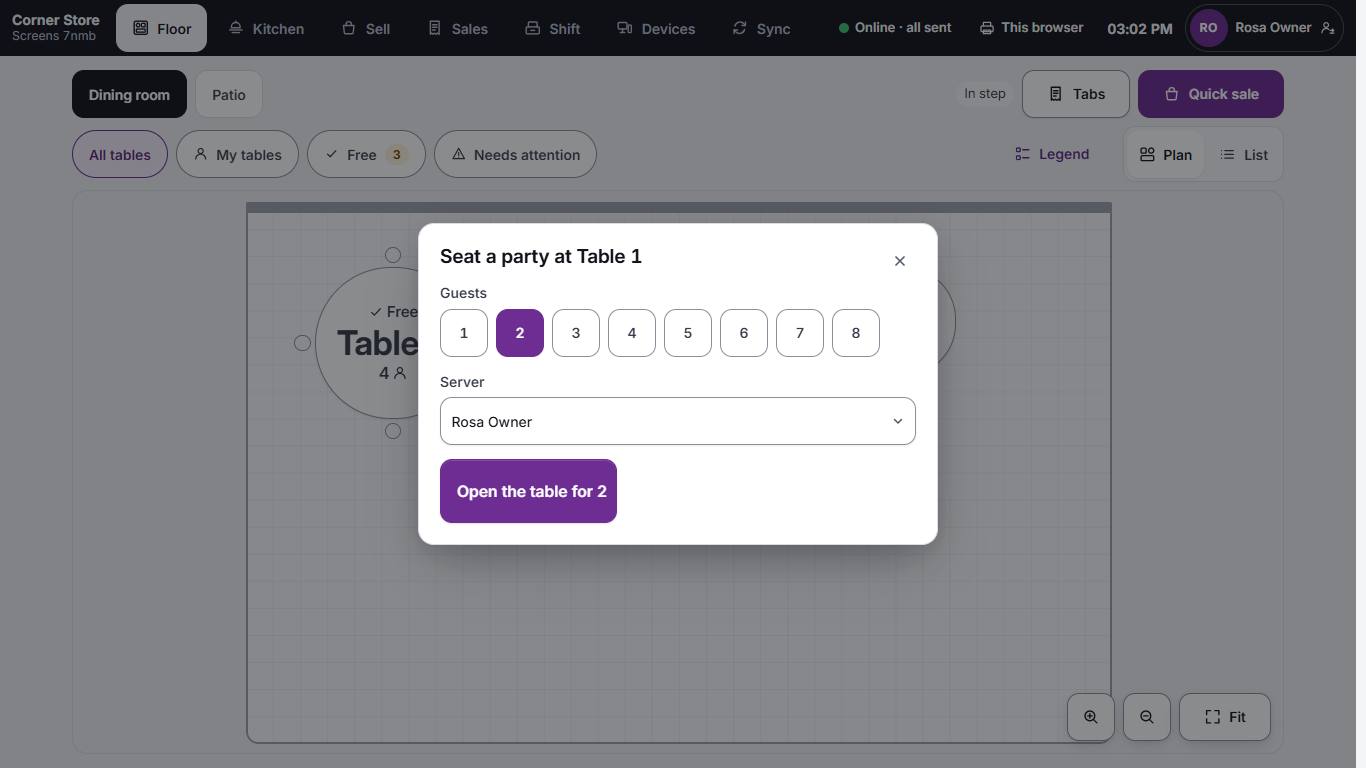 Corner Store
Screens 7nmb
Floor
Kitchen
Sell
Sales
Shift
Devices
Sync
Online · all sent
This browser
03:02 PM
RO
Rosa Owner
Dining room
Patio
In step
Tabs
Quick sale
All tables
My tables
Free 3
Needs attention
Legend
Plan
List
Free
Table
4
Seat a party at Table 1
Guests
1 2 3 4 5 6 7 8
Server
Rosa Owner
Open the table for 2
Fit